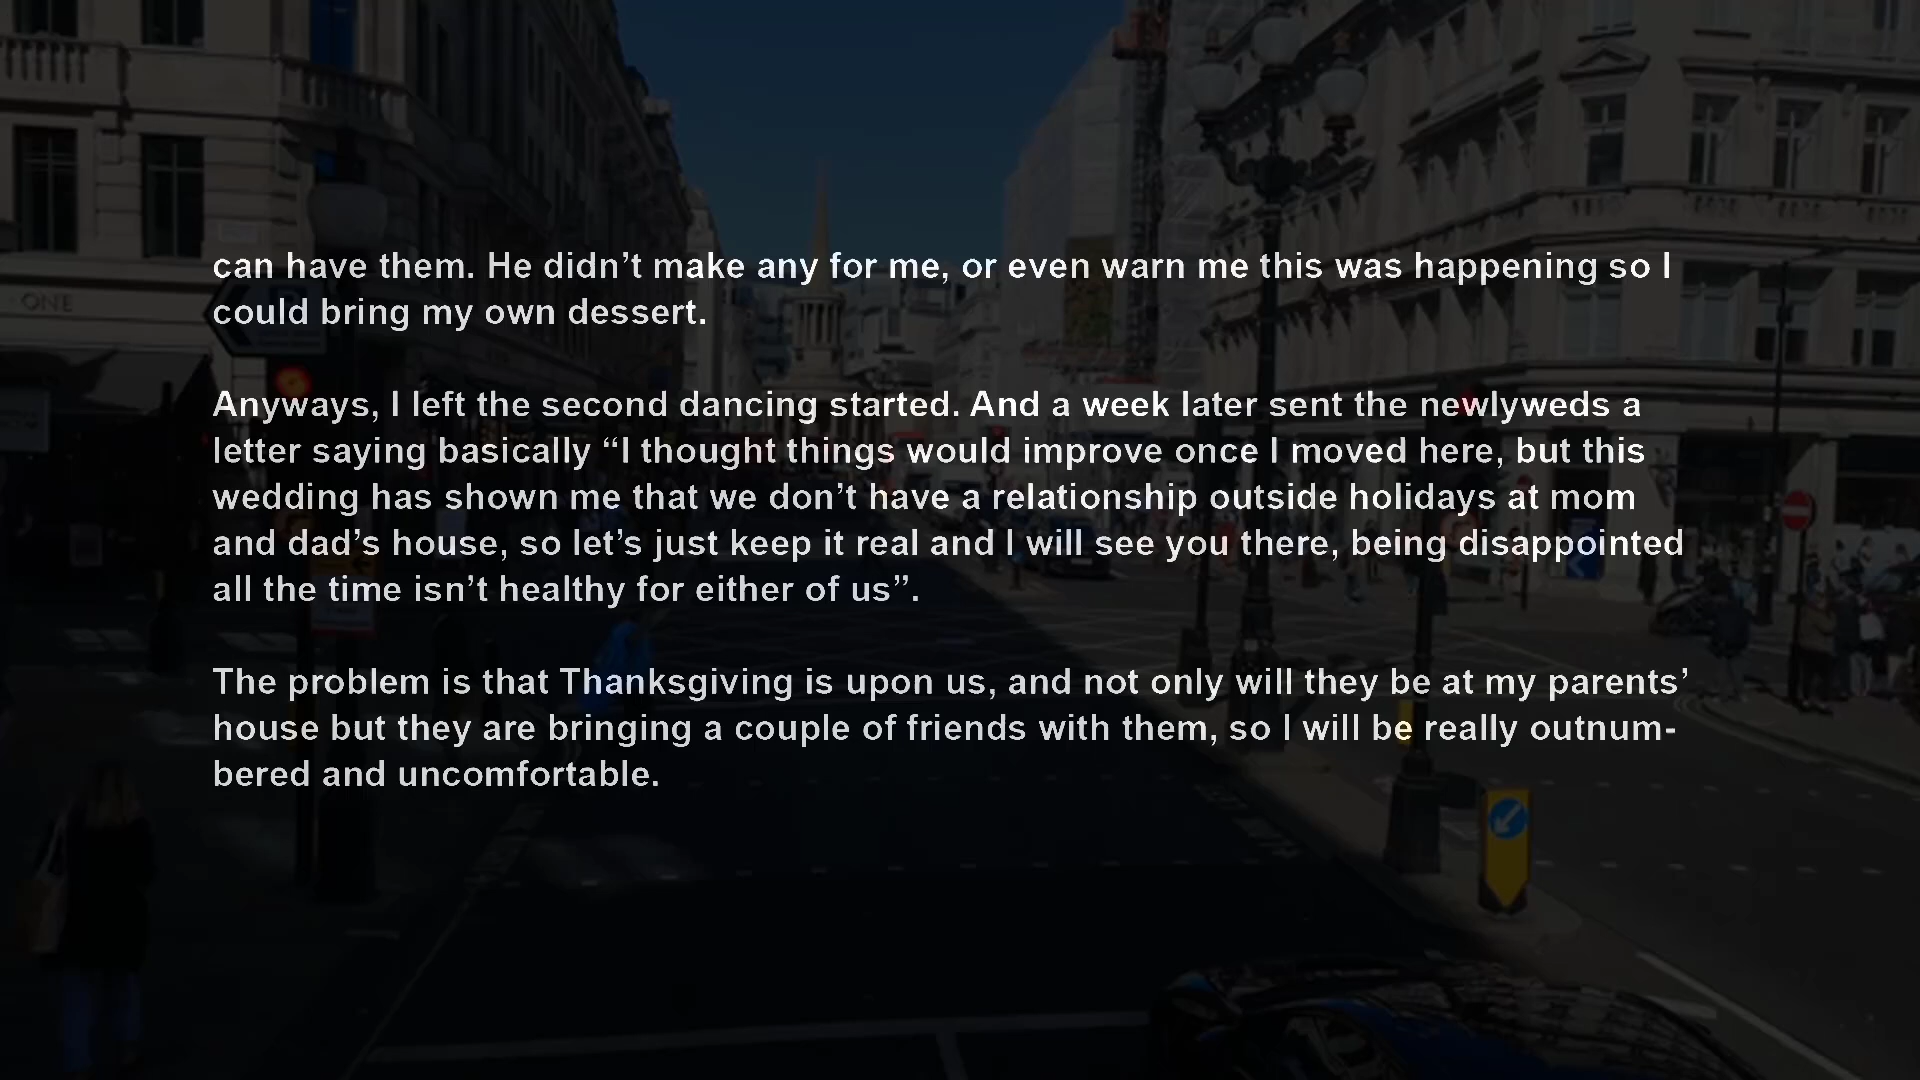 can have them. He didn’t make any for me, or even warn me this was happening so I
could bring my own dessert.
Anyways, I left the second dancing started. And a week later sent the newlyweds a
letter saying basically “I thought things would improve once I moved here, but this
wedding has shown me that we don’t have a relationship outside holidays at mom
and dad’s house, so let’s just keep it real and I will see you there, being disappointed
all the time isn’t healthy for either of us”.
The problem is that Thanksgiving is upon us, and not only will they be at my parents’
house but they are bringing a couple of friends with them, so I will be really outnum-
bered and uncomfortable.
ONE